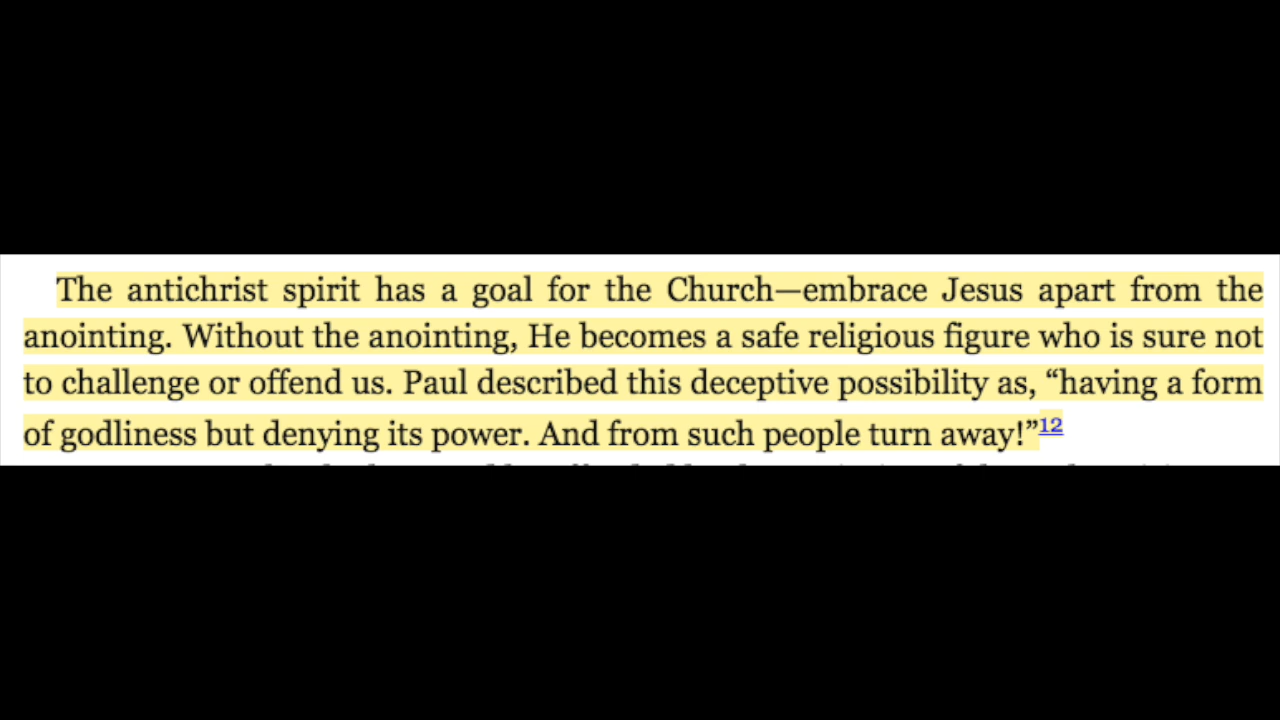 The antichrist spirit has a goal for the Church—embrace Jesus apart from the
anointing. Without the anointing, He becomes a safe religious figure who is sure not
to challenge or offend us. Paul described this deceptive possibility as, “having a form
of godliness but denying its power. And from such people turn away!”12